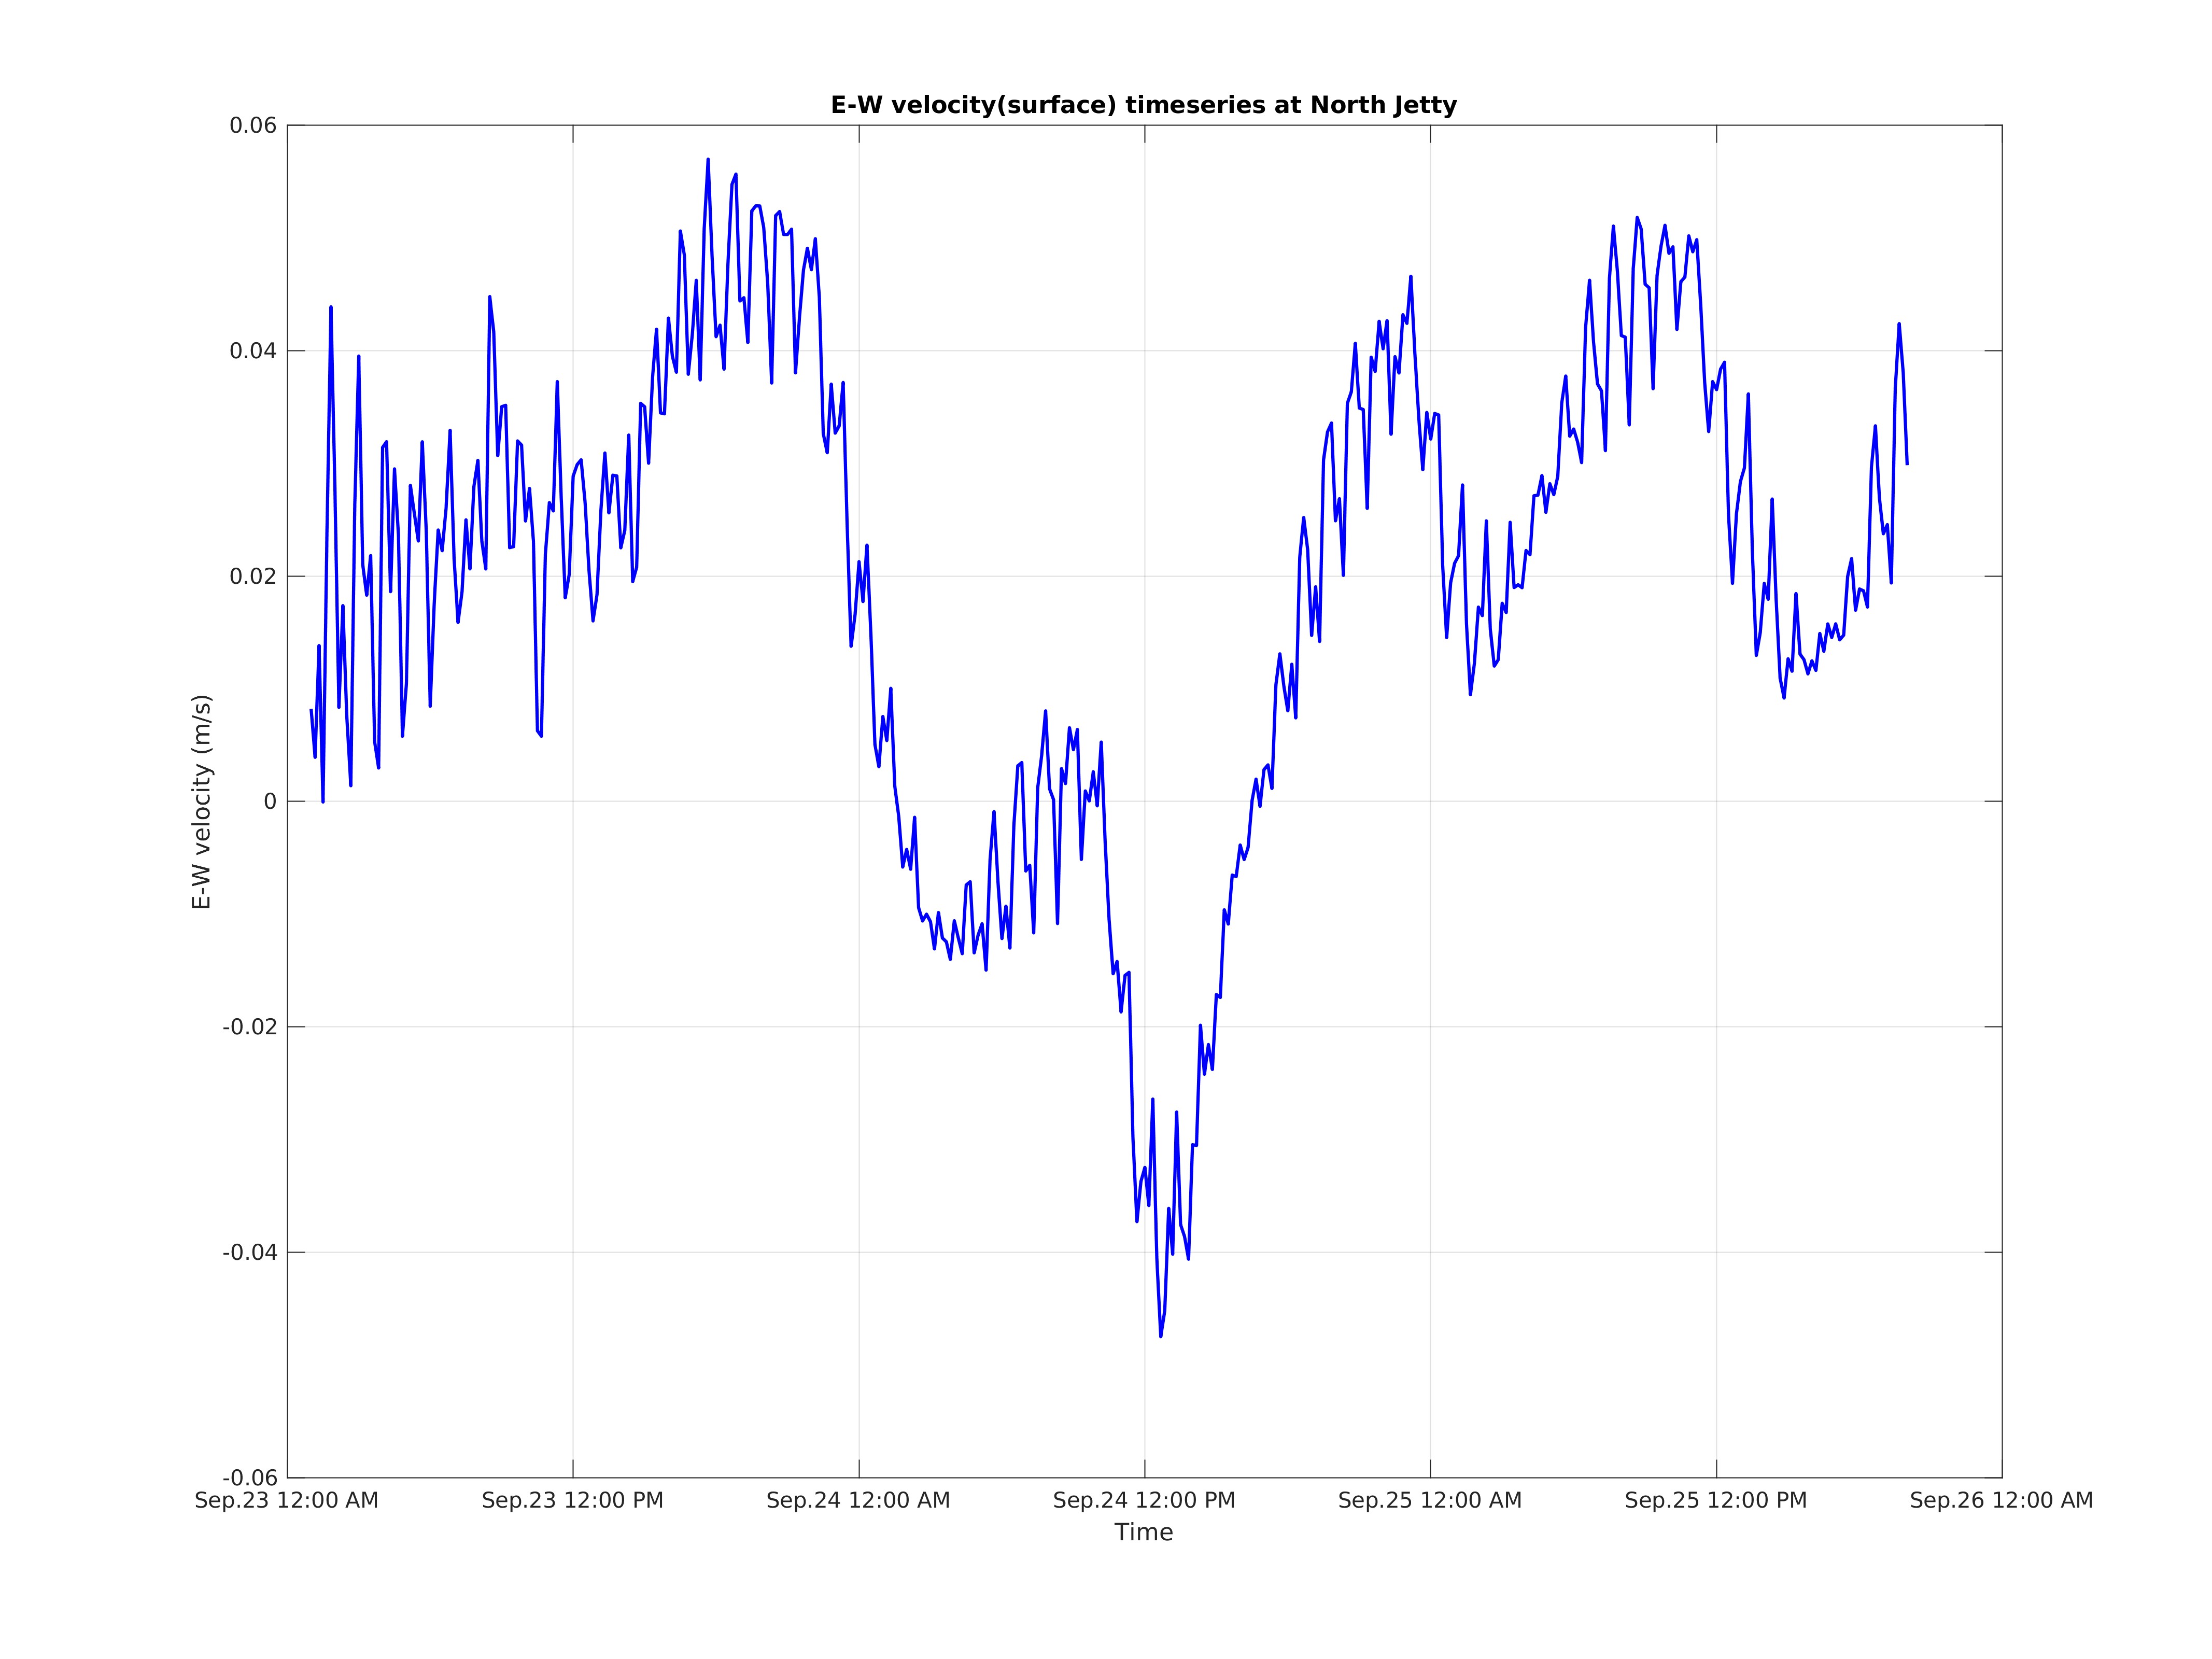 E-W velocity(surface) timeseries at North Jetty
0.06
0.04
0.02
0
-0.02
-0.04
-0.06
E-W velocity (m/s)
Sep.23 12:00 AM
Sep.23 12:00 PM
Sep.24 12:00 AM
Sep.24 12:00 PM
Sep.25 12:00 AM
Sep.25 12:00 PM
Sep.26 12:00 AM
Time